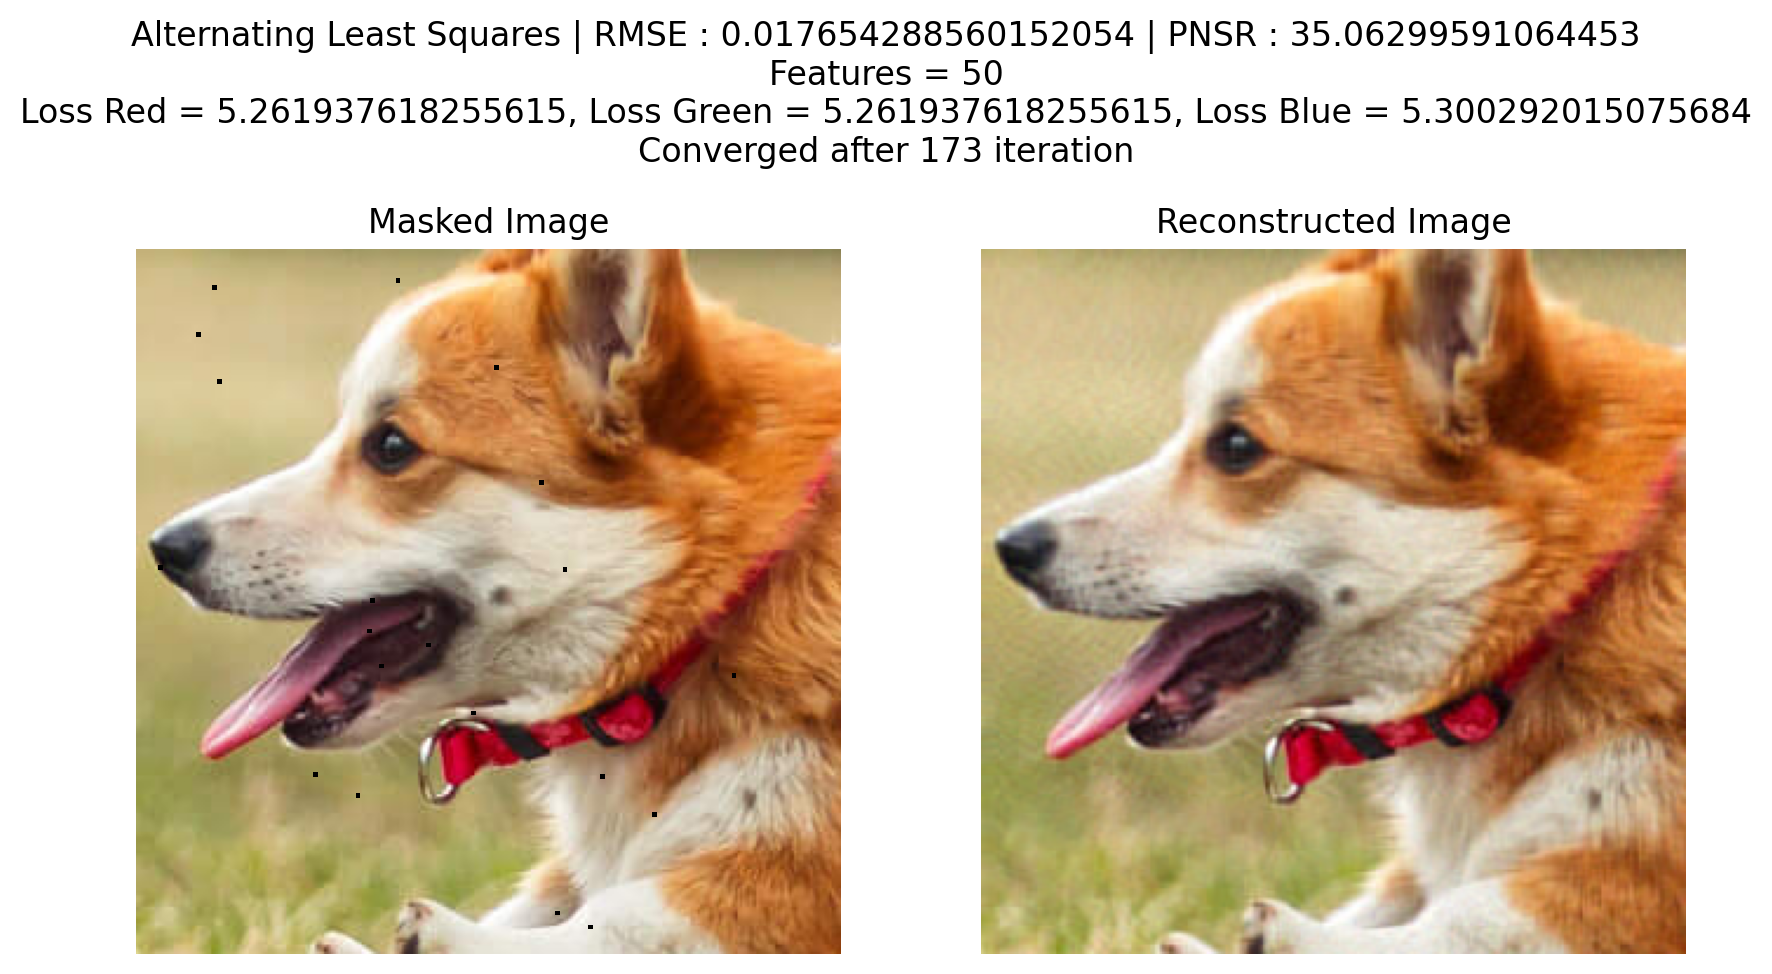 Alternating Least Squares | RMSE : 0.017654288560152054 | PNSR : 35.06299591064453
Features = 50
Loss Red = 5.261937618255615, Loss Green = 5.261937618255615, Loss Blue = 5.300292015075684
Converged after 173 iteration
Masked Image
Reconstructed Image